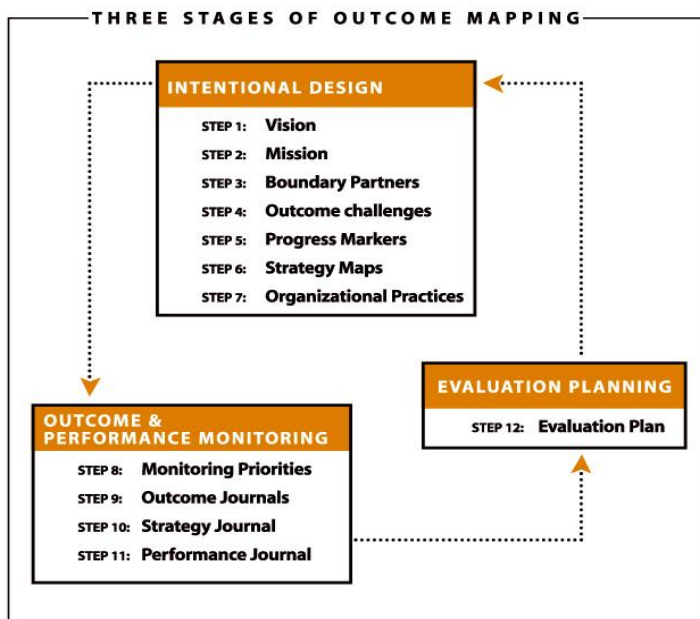 THREE STAGES OF OUTCOME MAPPING
INTENTIONAL DESIGN
STEP 1: Vision
STEP 2: Mission
STEP 3: Boundary Partners
STEP 4: Outcome challenges
STEP 5: Progress Markers
STEP 6: Strategy Maps
STEP 7: Organizational Practices
OUTCOME &
PERFORMANCE MONITORING
STEP 8: Monitoring Priorities
STEP 9: Outcome Journals
STEP 10: Strategy Journal
STEP 11: Performance Journal
EVALUATION PLANNING
STEP 12: Evaluation Plan